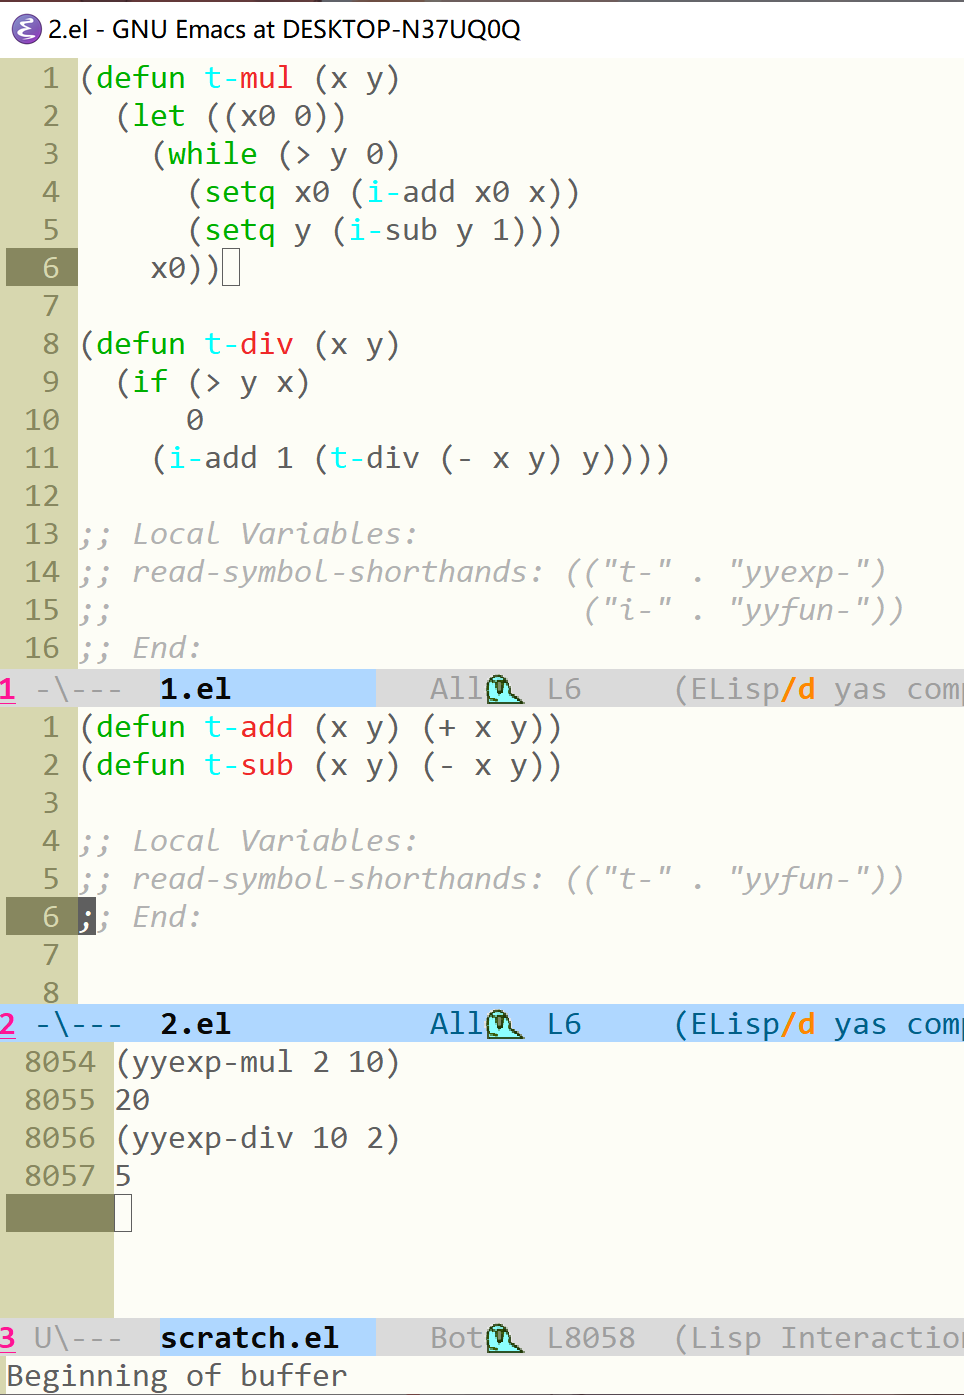 2.el - GNU Emacs at DESKTOP-N37UQ0Q
1 (defun t-mul (x y)
2   (let ((x0 0))
3     (while (> y 0)
4       (setq x0 (i-add x0 x))
5       (setq y (i-sub y 1)))
6     x0))
7
8 (defun t-div (x y)
9   (if (> y x)
10       0
11     (i-add 1 (t-div (- x y) y))))
12
13 ;; Local Variables:
14 ;; read-symbol-shorthands: (("t-" . "yyexp-")
15 ;;                          ("i-" . "yyfun-"))
16 ;; End:
1 -\--- 1.el All L6 (ELisp/d yas comp
1 (defun t-add (x y) (+ x y))
2 (defun t-sub (x y) (- x y))
3
4 ;; Local Variables:
5 ;; read-symbol-shorthands: (("t-" . "yyfun-"))
6 ;; End:
7
8
2 -\--- 2.el All L6 (ELisp/d yas comp
8054 (yyexp-mul 2 10)
8055 20
8056 (yyexp-div 10 2)
8057 5
3 U\--- scratch.el Bot L8058 (Lisp Interaction
Beginning of buffer